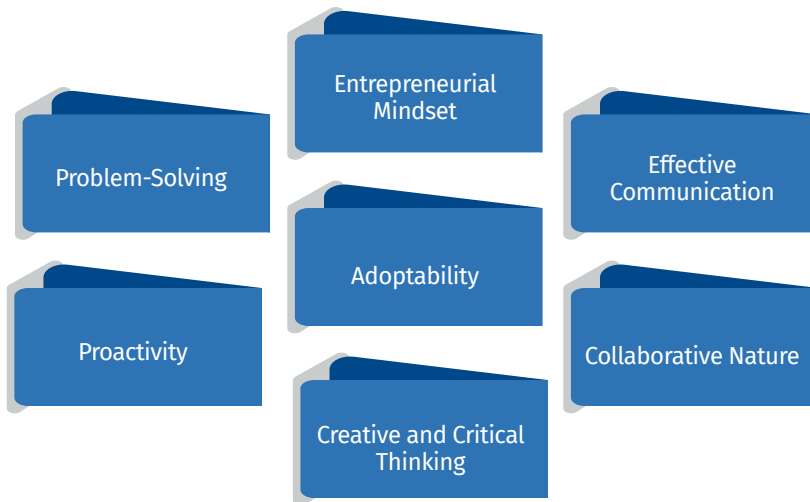 Entrepreneurial
Mindset
Problem-Solving
Effective
Communication
Adoptability
Proactivity
Collaborative Nature
Creative and Critical
Thinking